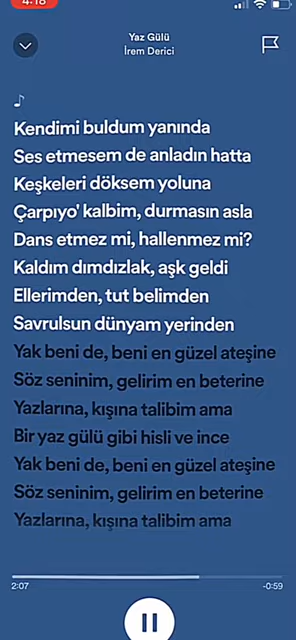 4:18
Yaz Gülü
İrem Derici
♪
Kendimi buldum yanında
Ses etmesem de anladın hatta
Keşkeleri döksem yoluna
Çarpıyo' kalbim, durmasın asla
Dans etmez mi, hallenmez mi?
Kaldım dımdızlak, aşk geldi
Ellerimden, tut belimden
Savrulsun dünyam yerinden
Yak beni de, beni en güzel ateşine
Söz seninim, gelirim en beterine
Yazlarına, kışına talibim ama
Bir yaz gülü gibi hisli ve ince
Yak beni de, beni en güzel ateşine
Söz seninim, gelirim en beterine
Yazlarına, kışına talibim ama
2:07
-0:59